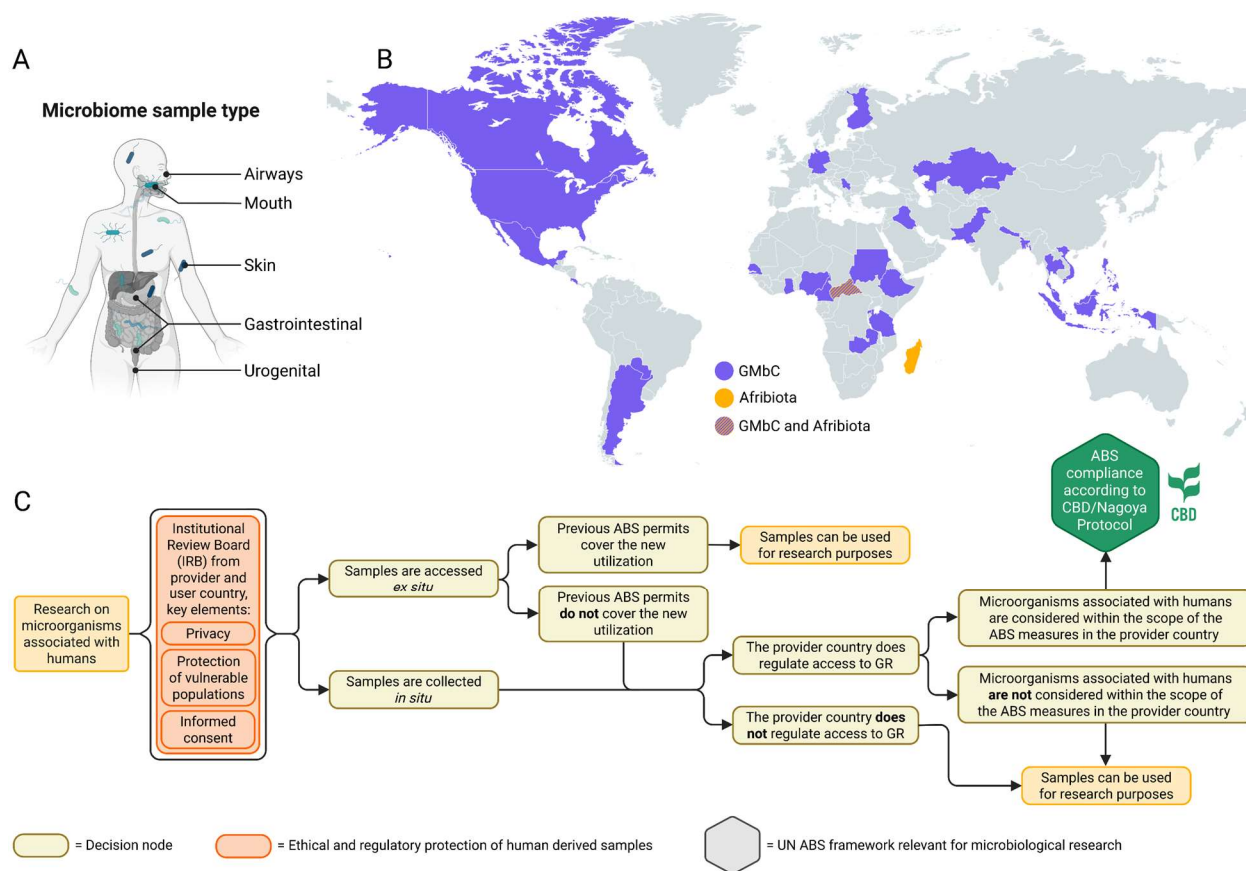 A
Microbiome sample type
Airways
Mouth
Skin
Gastrointestinal
Urogenital
B
GMbC
Afribiota
GMbC and Afribiota
C
Research on
microorganisms
associated with
humans
Institutional
Review Board
(IRB) from
provider and
user country,
key elements:
Privacy
Protection
of vulnerable
populations
Informed
consent
Samples are accessed
ex situ
Samples are collected
in situ
Previous ABS permits
cover the new
utilization
Previous ABS permits
do not cover the new
utilization
Samples can be used
for research purposes
The provider country does
regulate access to GR
The provider country does
not regulate access to GR
Microorganisms associated with humans
are considered within the scope of
the ABS measures in the provider country
Microorganisms associated with humans
are not considered within the scope of
the ABS measures in the provider country
ABS
compliance
according to
CBD/Nagoya
Protocol
CBD
Samples can be used
for research purposes
= Decision node
= Ethical and regulatory protection of human derived samples
= UN ABS framework relevant for microbiological research